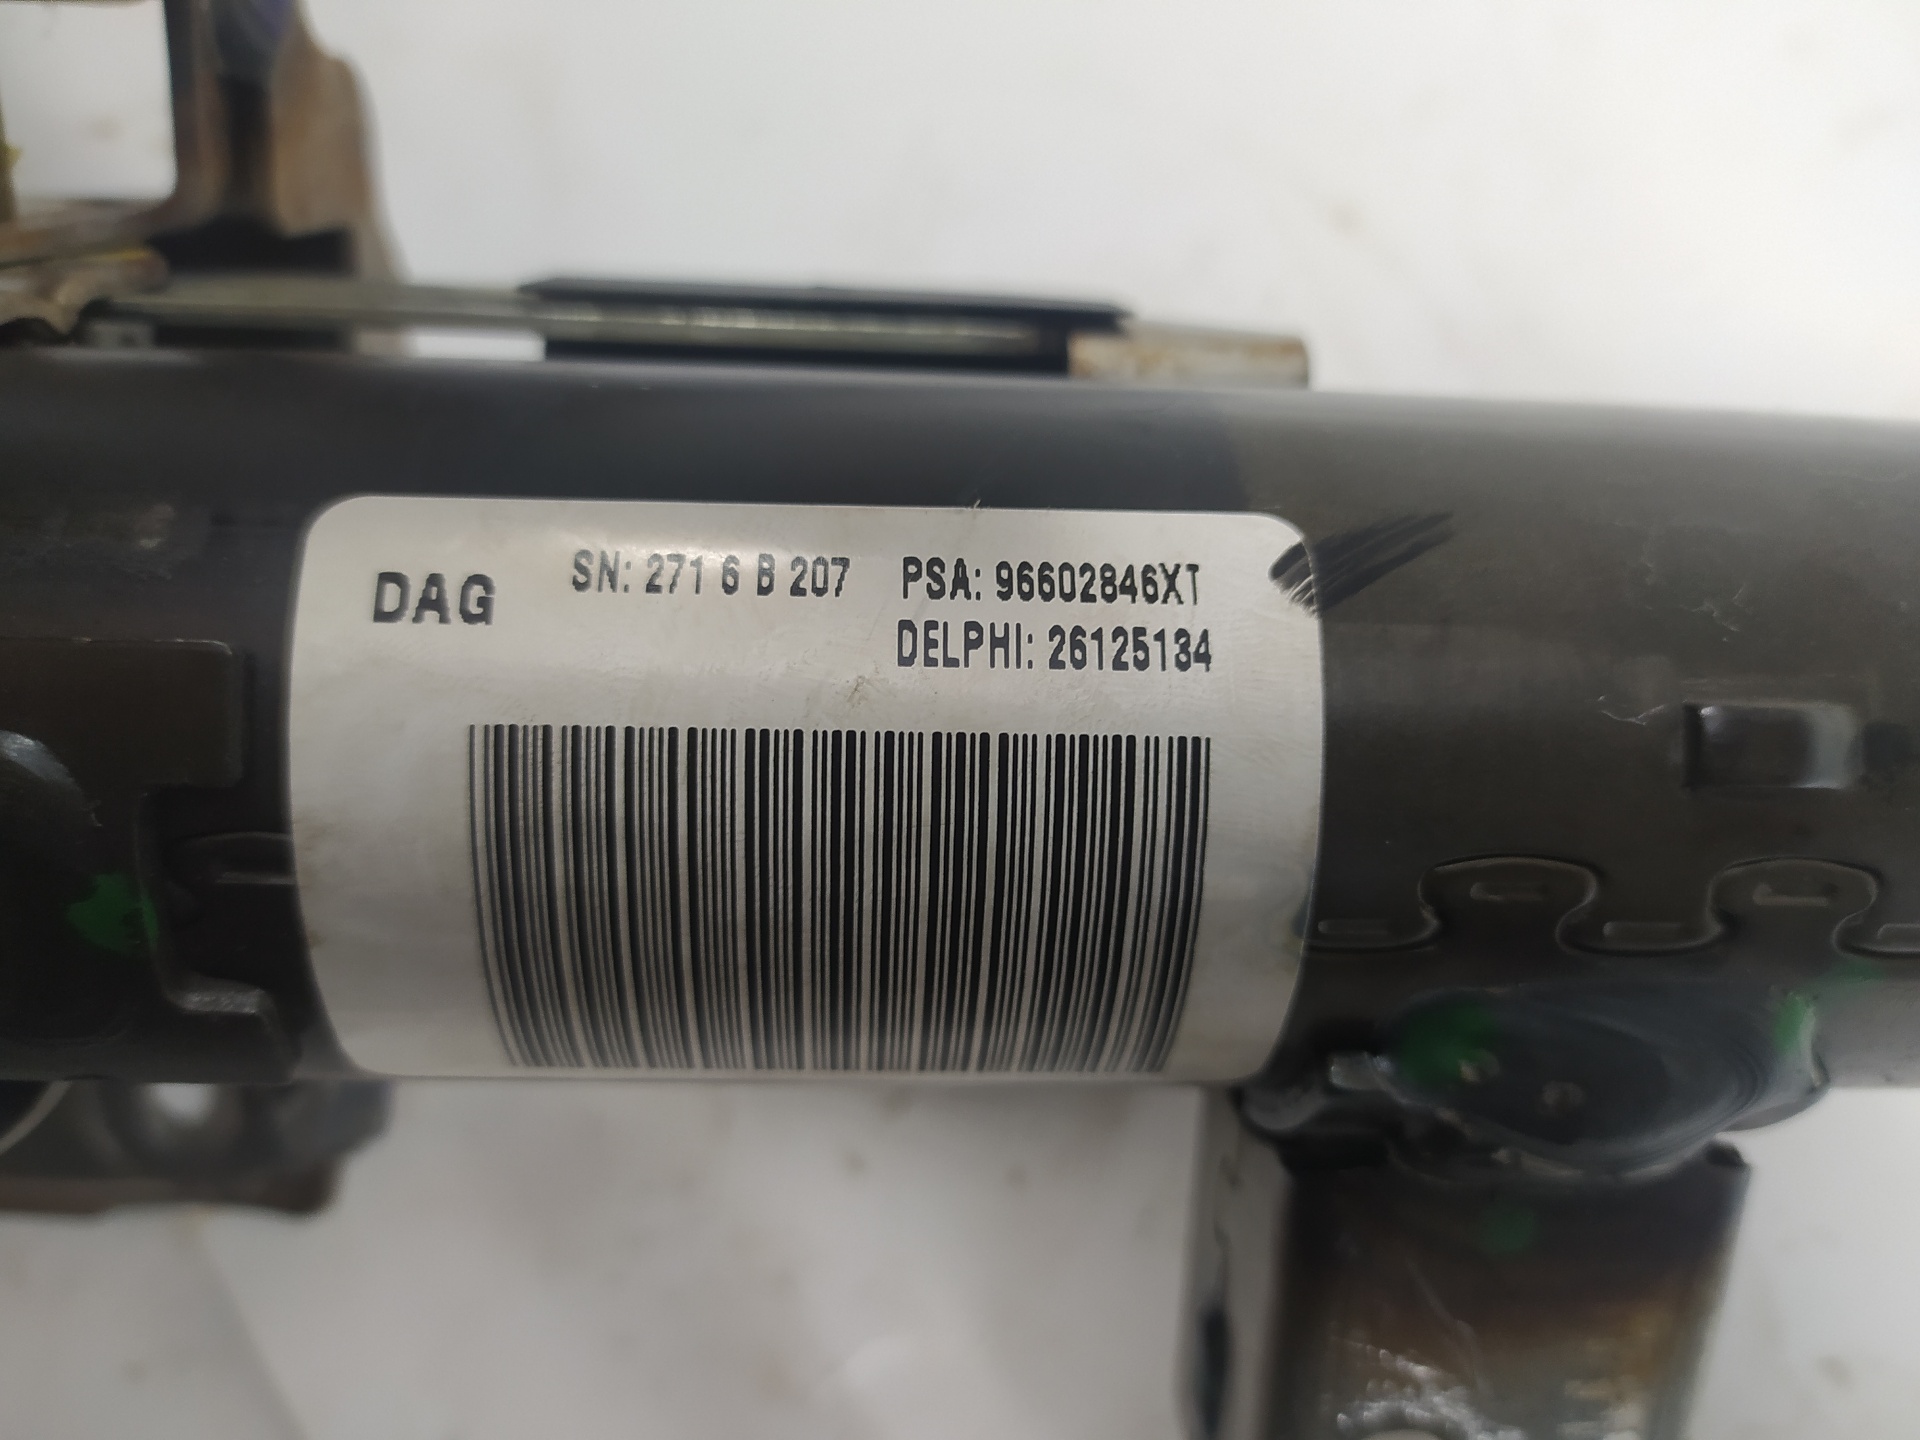 DAG SN: 271 6 B 207 PSA: 96602846XT
DELPHI: 26125134